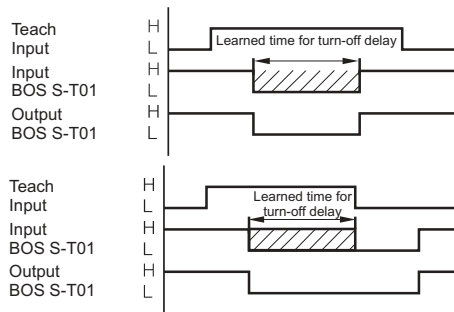 Teach H
Input L
Learned time for turn-off delay
Input H
BOS S-T01 L
Output H
BOS S-T01 L
Teach H
Input L
Learned time for
turn-off delay
Input H
BOS S-T01 L
Output H
BOS S-T01 L